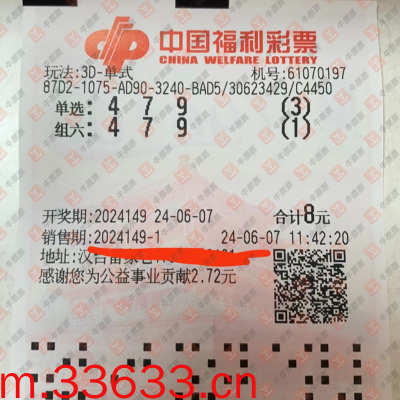 中国福利彩票
CHINA WELFARE LOTTERY
玩法:3D-单式 机号:61070197
87D2-1075-AD90-3240-BAD5/30623429/C4450
单选: 4 7 9 (3)
组六: 4 7 9 (1)
开奖期:2024149 24-06-07 合计8元
销售期:2024149-1 24-06-07 11:42:20
地址:汉台
感谢您为公益事业贡献2.72元
m.33633.cn